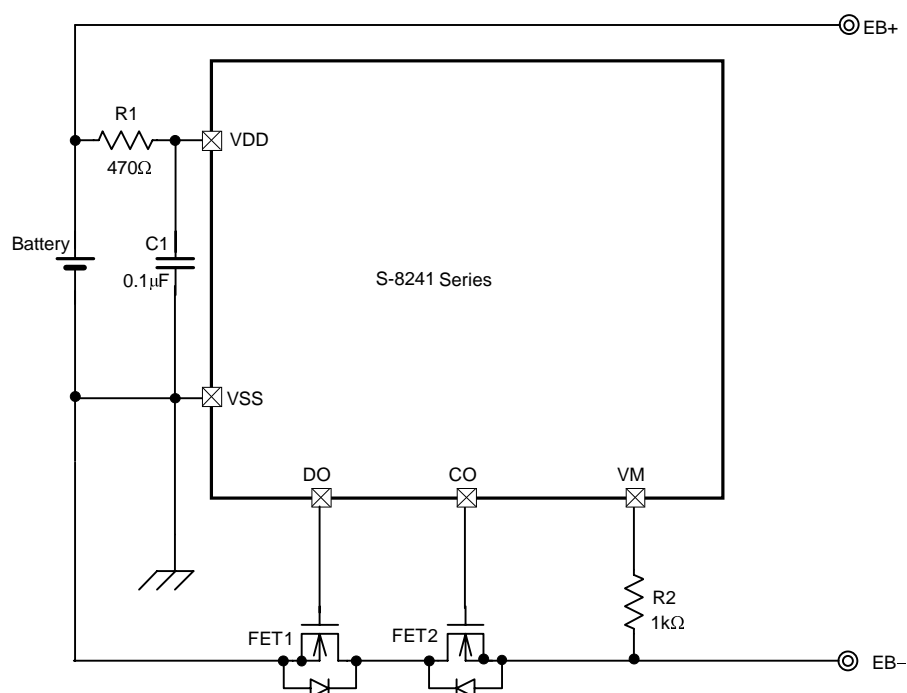 EB+
R1
VDD
470Ω
Battery
C1
0.1μF
S-8241 Series
VSS
DO
CO
VM
R2
1kΩ
FET1
FET2
EB−